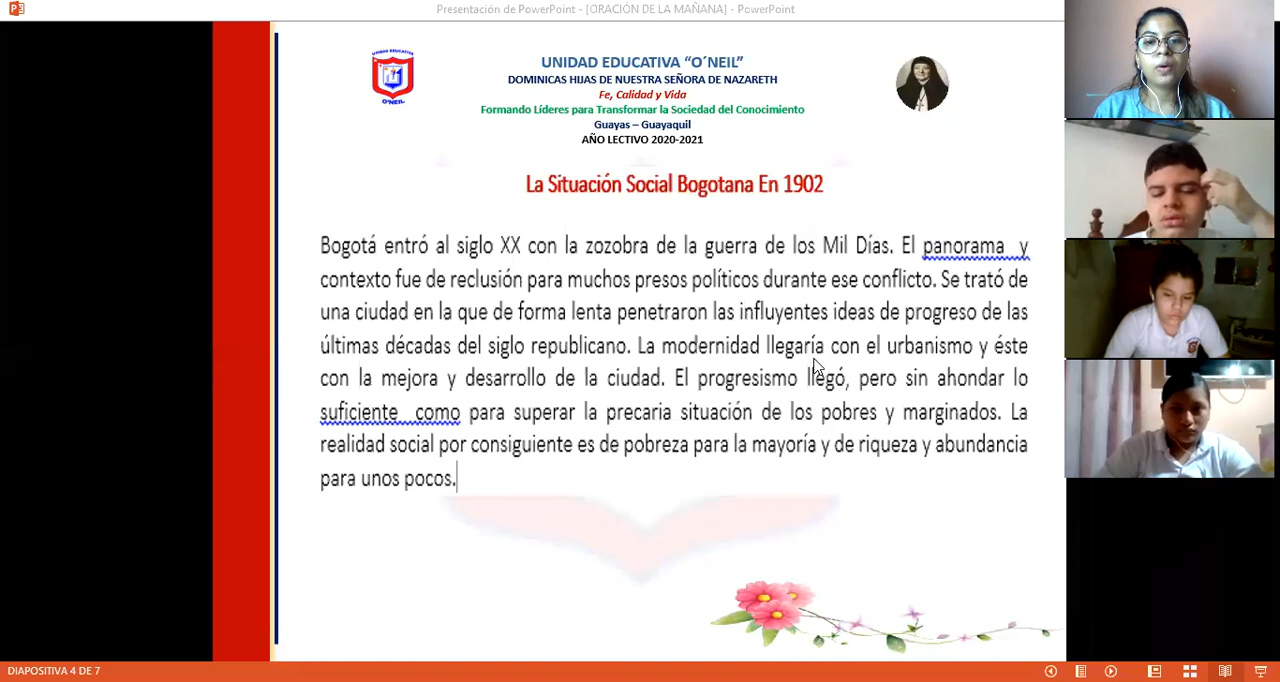 Presentación de PowerPoint - [ORACIÓN DE LA MAÑANA] - PowerPoint
UNIDAD EDUCATIVA
O´NEIL
UNIDAD EDUCATIVA “O´NEIL”
DOMINICAS HIJAS DE NUESTRA SEÑORA DE NAZARETH
Fe, Calidad y Vida
Formando Líderes para Transformar la Sociedad del Conocimiento
Guayas – Guayaquil
AÑO LECTIVO 2020-2021
La Situación Social Bogotana En 1902
Bogotá entró al siglo XX con la zozobra de la guerra de los Mil Días. El panorama y
contexto fue de reclusión para muchos presos políticos durante ese conflicto. Se trató de
una ciudad en la que de forma lenta penetraron las influyentes ideas de progreso de las
últimas décadas del siglo republicano. La modernidad llegaría con el urbanismo y éste
con la mejora y desarrollo de la ciudad. El progresismo llegó, pero sin ahondar lo
suficiente como para superar la precaria situación de los pobres y marginados. La
realidad social por consiguiente es de pobreza para la mayoría y de riqueza y abundancia
para unos pocos.
DIAPOSITIVA 4 DE 7